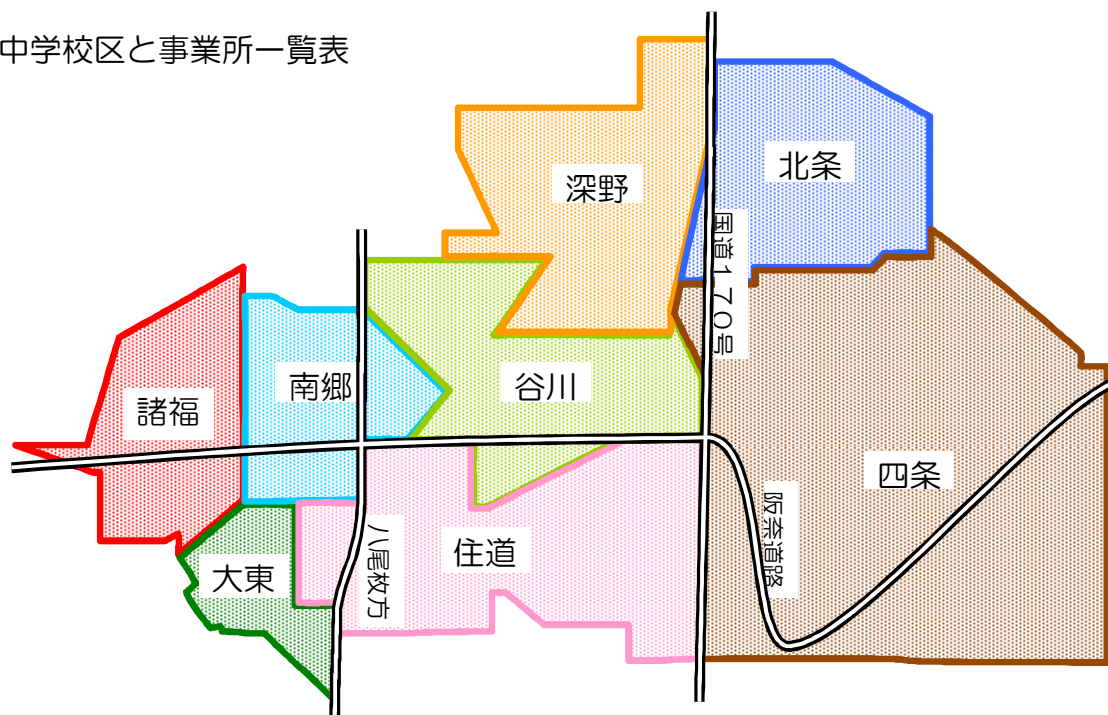 中学校区と事業所一覧表
北条
深野
国道１７０号
南郷
谷川
諸福
四条
阪奈道路
八尾枚方
住道
大東